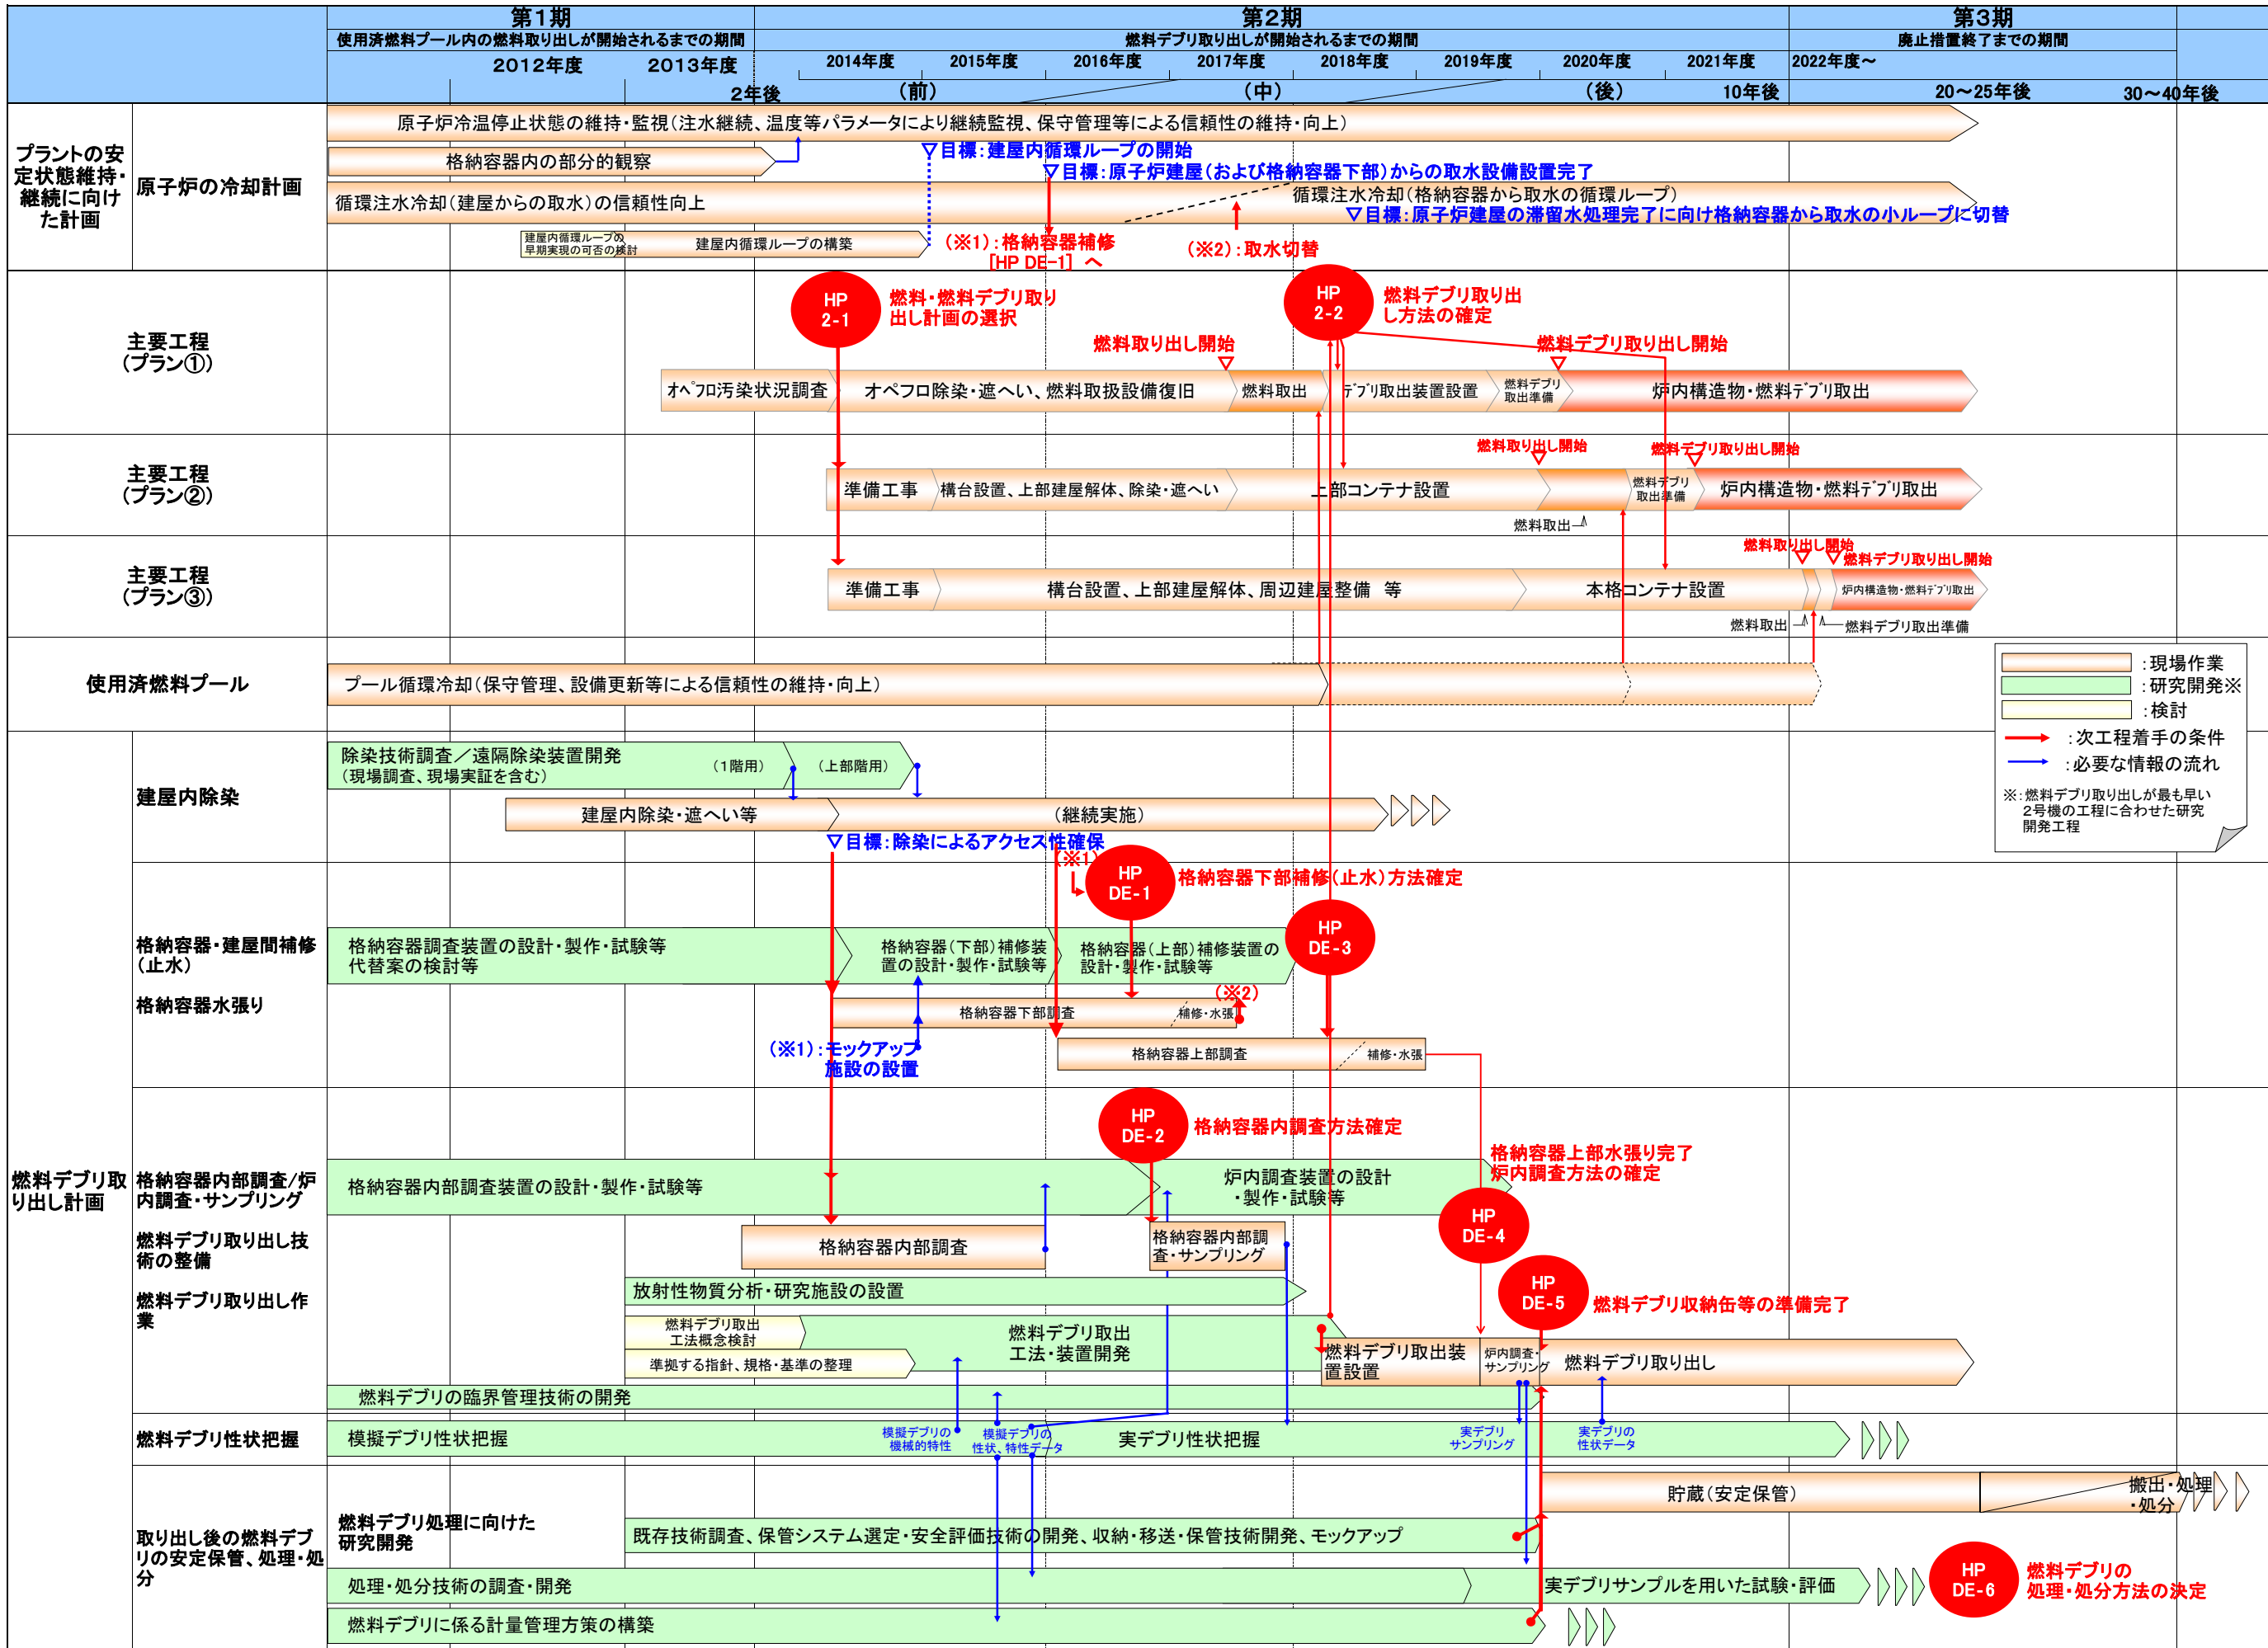 第1期
第2期
第3期
使用済燃料プール内の燃料取り出しが開始されるまでの期間
燃料デブリ取り出しが開始されるまでの期間
廃止措置終了までの期間
2012年度
2013年度
2014年度
2015年度
2016年度
2017年度
2018年度
2019年度
2020年度
2021年度
2022年度～
2年後
(前)
(中)
(後)
10年後
20～25年後
30～40年後
プラントの安
定状態維持・
継続に向け
た計画
原子炉の冷却計画
原子炉冷温停止状態の維持・監視(注水継続、温度等パラメータにより継続監視、保守管理等による信頼性の維持・向上)
格納容器内の部分的観察
▽目標:建屋内循環ループの開始
▽目標:原子炉建屋(および格納容器下部)からの取水設備設置完了
循環注水冷却(建屋からの取水)の信頼性向上
循環注水冷却(格納容器から取水の循環ループ)
▽目標:原子炉建屋の滞留水処理完了に向け格納容器から取水の小ループに切替
建屋内循環ループの
早期実現の可否の検討
建屋内循環ループの構築
(※1):格納容器補修
[HP DE-1] へ
(※2):取水切替
主要工程
(プラン①)
HP
2-1
燃料・燃料デブリ取り
出し計画の選択
HP
2-2
燃料デブリ取り出
し方法の確定
燃料取り出し開始
燃料デブリ取り出し開始
オペフロ汚染状況調査
オペフロ除染・遮へい、燃料取扱設備復旧
燃料取出
デブリ取出装置設置
燃料デブリ
取出準備
炉内構造物・燃料デブリ取出
主要工程
(プラン②)
燃料取り出し開始
燃料デブリ取り出し開始
準備工事
構台設置、上部建屋解体、除染・遮へい
上部コンテナ設置
燃料デブリ
取出準備
炉内構造物・燃料デブリ取出
燃料取出
主要工程
(プラン③)
燃料取り出し開始
燃料デブリ取り出し開始
準備工事
構台設置、上部建屋解体、周辺建屋整備 等
本格コンテナ設置
炉内構造物・燃料デブリ取出
燃料取出
燃料デブリ取出準備
使用済燃料プール
プール循環冷却(保守管理、設備更新等による信頼性の維持・向上)
:現場作業
:研究開発※
:検討
:次工程着手の条件
:必要な情報の流れ
※:燃料デブリ取り出しが最も早い
2号機の工程に合わせた研究
開発工程
燃料デブリ取
り出し計画
建屋内除染
除染技術調査／遠隔除染装置開発
(現場調査、現場実証を含む)
(1階用)
(上部階用)
建屋内除染・遮へい等
(継続実施)
▽目標:除染によるアクセス性確保
(※1)
HP
DE-1
格納容器下部補修(止水)方法確定
HP
DE-3
格納容器・建屋間補修
(止水)
格納容器水張り
格納容器調査装置の設計・製作・試験等
代替案の検討等
格納容器(下部)補修装
置の設計・製作・試験等
格納容器(上部)補修装置の
設計・製作・試験等
(※2)
格納容器下部調査
補修・水張
(※1):モックアップ
施設の設置
格納容器上部調査
補修・水張
HP
DE-2
格納容器内調査方法確定
格納容器内部調査/炉
内調査・サンプリング
燃料デブリ取り出し技
術の整備
燃料デブリ取り出し作
業
格納容器内部調査装置の設計・製作・試験等
炉内調査装置の設計
・製作・試験等
格納容器上部水張り完了
炉内調査方法の確定
HP
DE-4
格納容器内部調査
格納容器内部調
査・サンプリング
放射性物質分析・研究施設の設置
HP
DE-5
燃料デブリ収納缶等の準備完了
燃料デブリ取出
工法概念検討
準拠する指針、規格・基準の整理
燃料デブリ取出
工法・装置開発
燃料デブリ取出装
置設置
炉内調査・
サンプリング
燃料デブリ取り出し
燃料デブリの臨界管理技術の開発
燃料デブリ性状把握
模擬デブリ性状把握
模擬デブリの
機械的特性
模擬デブリの
性状、特性データ
実デブリ性状把握
実デブリ
サンプリング
実デブリの
性状データ
取り出し後の燃料デブ
リの安定保管、処理・処
分
燃料デブリ処理に向けた
研究開発
貯蔵(安定保管)
搬出・処理
・処分
既存技術調査、保管システム選定・安全評価技術の開発、収納・移送・保管技術開発、モックアップ
処理・処分技術の調査・開発
実デブリサンプルを用いた試験・評価
HP
DE-6
燃料デブリの
処理・処分方法の決定
燃料デブリに係る計量管理方策の構築